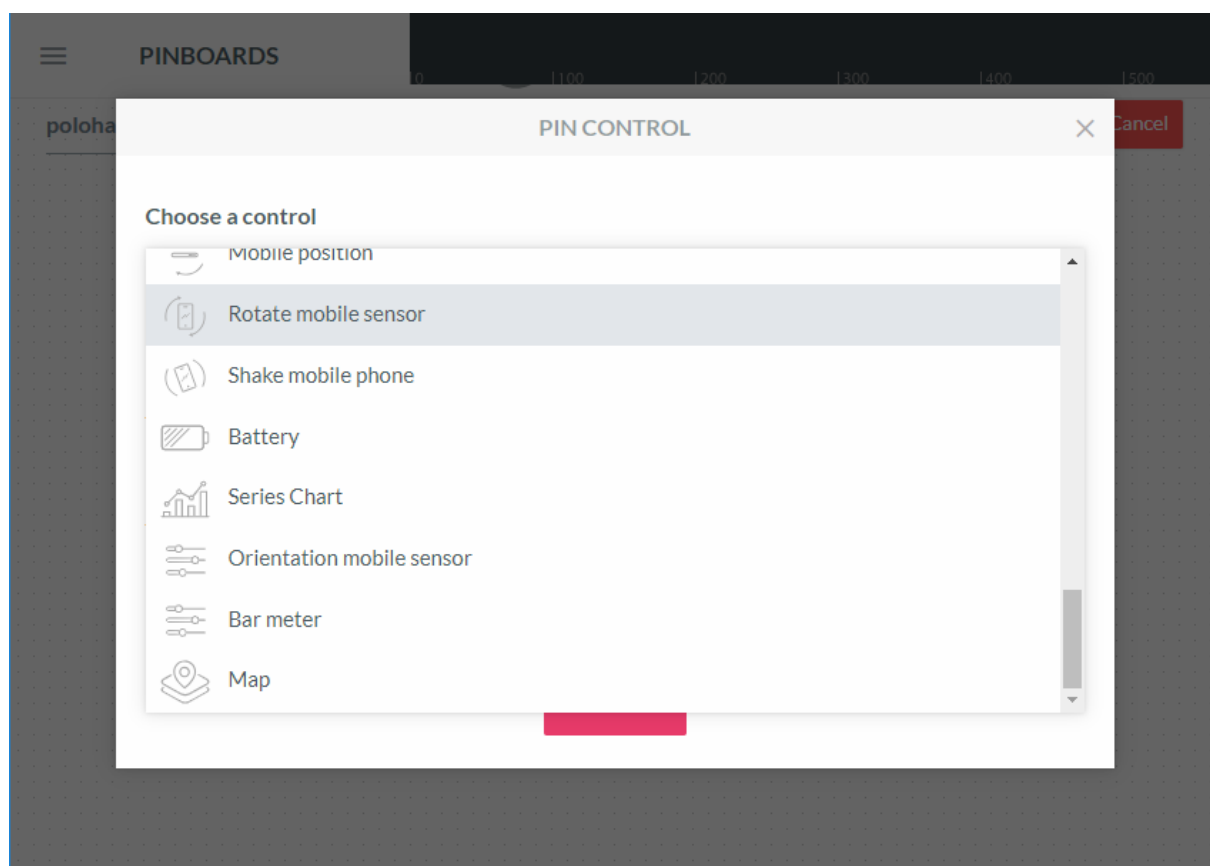 PINBOARDS
0 100 200 300 400 500
poloha
PIN CONTROL
Cancel
Choose a control
Mobile position
Rotate mobile sensor
Shake mobile phone
Battery
Series Chart
Orientation mobile sensor
Bar meter
Map